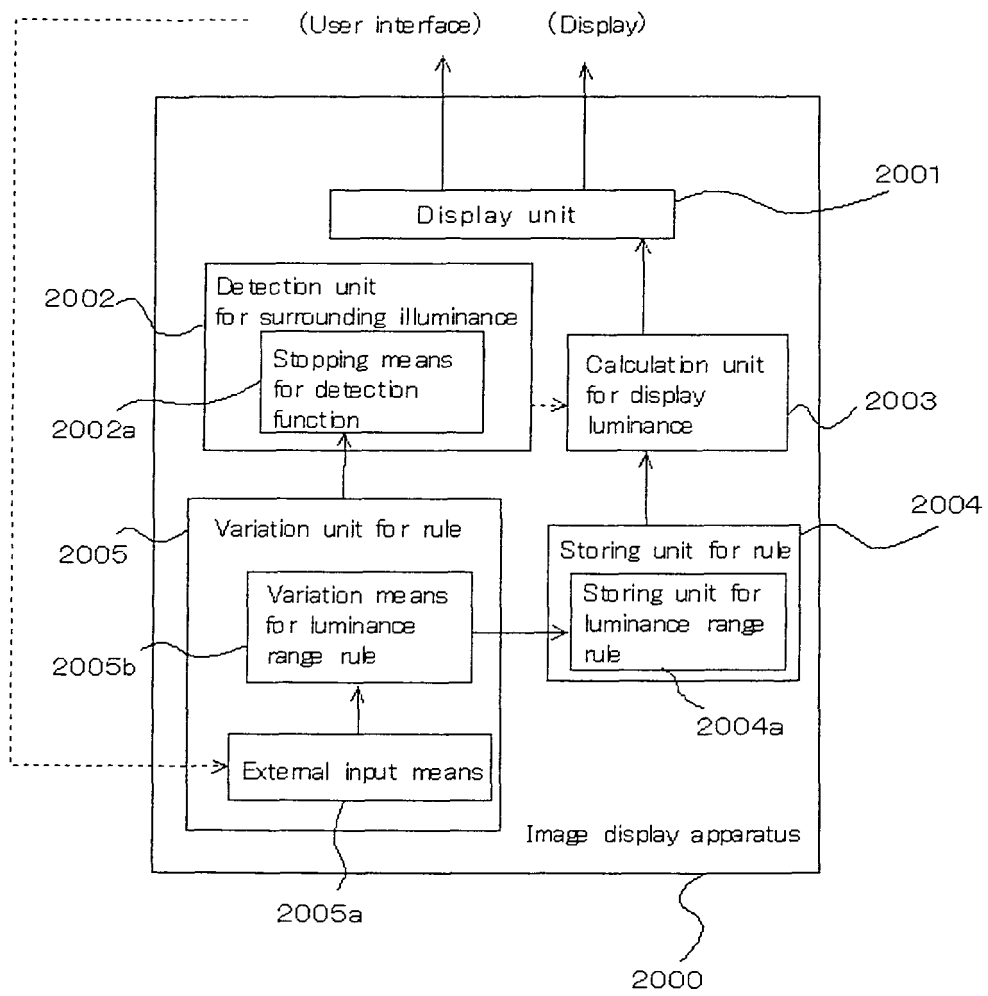 (User interface)
(Display)
2001
Display unit
2002
Detection unit
for surrounding illuminance
Stopping means
for detection
function
2002a
Calculation unit
for display
luminance
2003
2004
2005
Variation unit for rule
Storing unit for rule
Variation means
for luminance
range rule
Storing unit for
luminance range
rule
2005b
2004a
External input means
Image display apparatus
2005a
2000